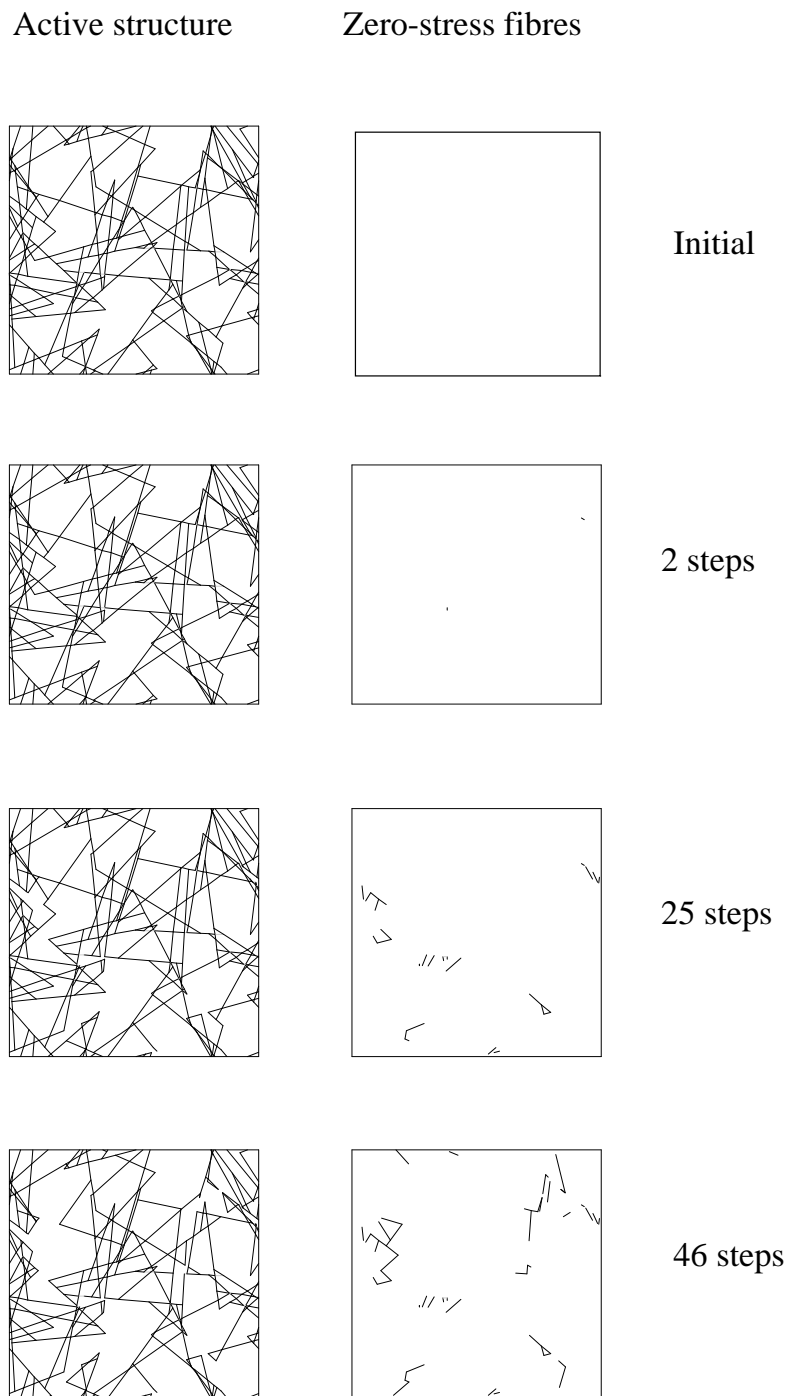 Active structure
Zero-stress fibres
Initial
2 steps
25 steps
46 steps